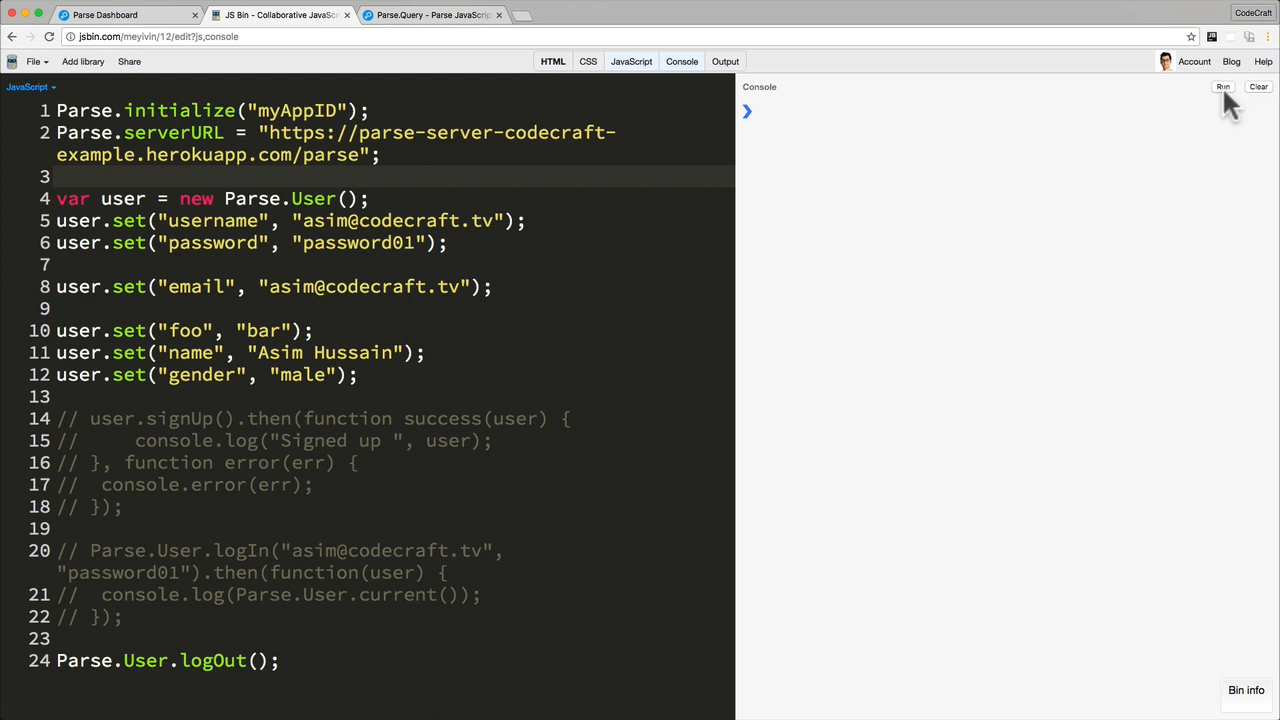 Parse Dashboard
JS Bin - Collaborative JavaScri
Parse.Query - Parse JavaScript
CodeCraft
jsbin.com/meyivin/12/edit?js,console
File
Add library
Share
HTML
CSS
JavaScript
Console
Output
Account
Blog
Help
JavaScript
Console
Run
Clear
1 Parse.initialize("myAppID");
2 Parse.serverURL = "https://parse-server-codecraft-
example.herokuapp.com/parse";
3
4 var user = new Parse.User();
5 user.set("username", "asim@codecraft.tv");
6 user.set("password", "password01");
7
8 user.set("email", "asim@codecraft.tv");
9
10 user.set("foo", "bar");
11 user.set("name", "Asim Hussain");
12 user.set("gender", "male");
13
14 // user.signUp().then(function success(user) {
15 //     console.log("Signed up ", user);
16 // }, function error(err) {
17 //  console.error(err);
18 // });
19
20 // Parse.User.logIn("asim@codecraft.tv",
"password01").then(function(user) {
21 //  console.log(Parse.User.current());
22 // });
23
24 Parse.User.logOut();
Bin info